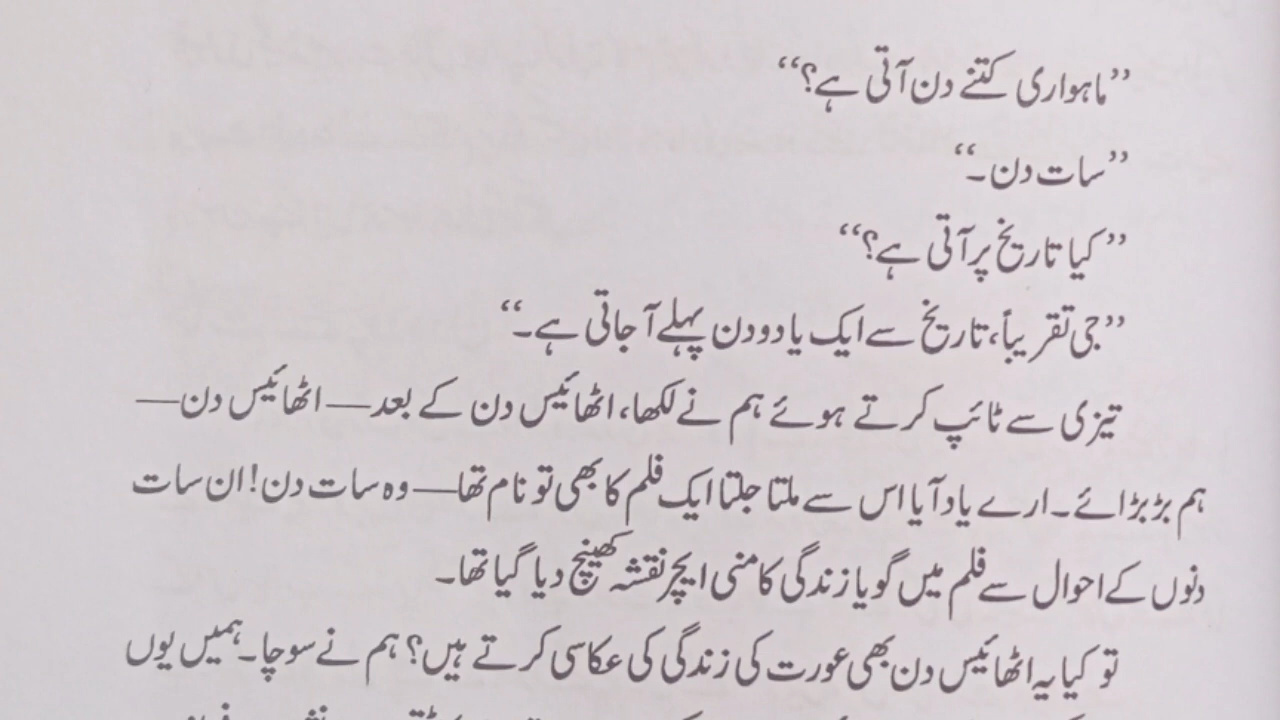 ”ماہواری کتنے دن آتی ہے؟“
”سات دن۔“
”کیا تاریخ پر آتی ہے؟“
”جی تقریباً، تاریخ سے ایک یا دو دن پہلے آ جاتی ہے۔“
تیزی سے ٹائپ کرتے ہوئے ہم نے لکھا، اٹھائیس دن کے بعد— اٹھائیس دن—
ہم بڑبڑائے۔ ارے یاد آیا اس سے ملتا جلتا ایک فلم کا بھی تو نام تھا— وہ سات دن! ان سات
دنوں کے احوال سے فلم میں گویا زندگی کا منی ایچر نقشہ کھینچ دیا گیا تھا۔
تو کیا یہ اٹھائیس دن بھی عورت کی زندگی کی عکاسی کرتے ہیں؟ ہم نے سوچا۔ ہمیں یوں